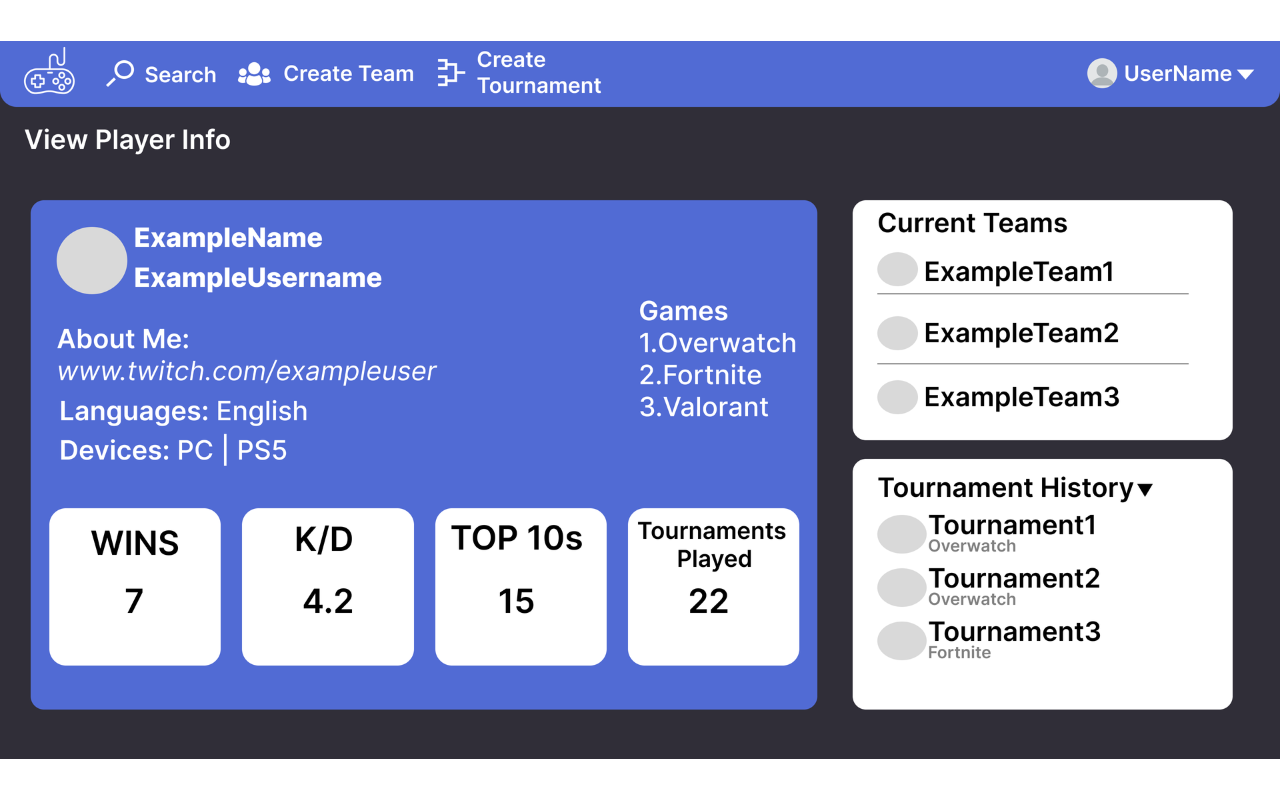 Search
Create Team
Create
Tournament
UserName
View Player Info
ExampleName
ExampleUsername
About Me:
www.twitch.com/exampleuser
Languages: English
Devices: PC | PS5
Games
1.Overwatch
2.Fortnite
3.Valorant
WINS
7
K/D
4.2
TOP 10s
15
Tournaments
Played
22
Current Teams
ExampleTeam1
ExampleTeam2
ExampleTeam3
Tournament History
Tournament1
Overwatch
Tournament2
Overwatch
Tournament3
Fortnite